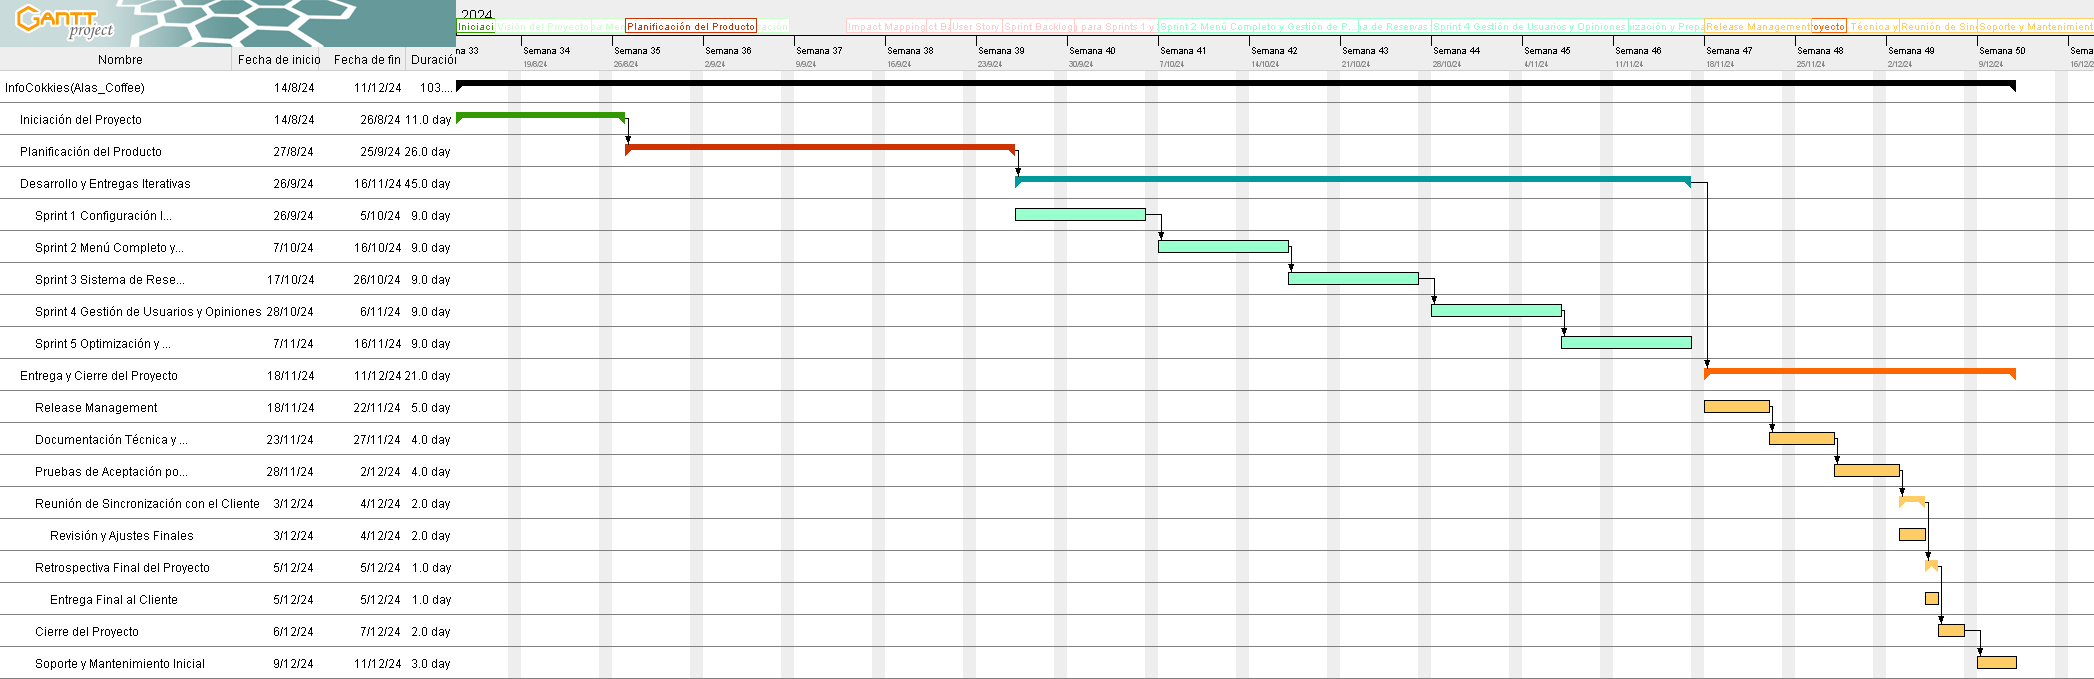 GANTT
project
2024
Iniciaci
Visión del Proyecto
Planificación del Producto
Impact Mapping
User Story
Sprint Backlog
para Sprints 1 y
Sprint 2 Menú Completo y Gestión de P...
a de Reservas
Sprint 4 Gestión de Usuarios y Opiniones
ización y Prep
Release Management
oyecto
Técnica y
Reunión de Sin
Soporte y Mantenimient
na 33 Semana 34 Semana 35 Semana 36 Semana 37 Semana 38 Semana 39 Semana 40 Semana 41 Semana 42 Semana 43 Semana 44 Semana 45 Semana 46 Semana 47 Semana 48 Semana 49 Semana 50 Sema
19/8/24 26/8/24 2/9/24 9/9/24 16/9/24 23/9/24 30/9/24 7/10/24 14/10/24 21/10/24 28/10/24 4/11/24 11/11/24 18/11/24 25/11/24 2/12/24 9/12/24 16/12/2
Nombre Fecha de inicio Fecha de fin Duració
InfoCokkies(Alas_Coffee) 14/8/24 11/12/24 103....
Iniciación del Proyecto 14/8/24 26/8/24 11.0 day
Planificación del Producto 27/8/24 25/9/24 26.0 day
Desarrollo y Entregas Iterativas 26/9/24 16/11/24 45.0 day
Sprint 1 Configuración I... 26/9/24 5/10/24 9.0 day
Sprint 2 Menú Completo y... 7/10/24 16/10/24 9.0 day
Sprint 3 Sistema de Rese... 17/10/24 26/10/24 9.0 day
Sprint 4 Gestión de Usuarios y Opiniones 28/10/24 6/11/24 9.0 day
Sprint 5 Optimización y ... 7/11/24 16/11/24 9.0 day
Entrega y Cierre del Proyecto 18/11/24 11/12/24 21.0 day
Release Management 18/11/24 22/11/24 5.0 day
Documentación Técnica y ... 23/11/24 27/11/24 4.0 day
Pruebas de Aceptación po... 28/11/24 2/12/24 4.0 day
Reunión de Sincronización con el Cliente 3/12/24 4/12/24 2.0 day
Revisión y Ajustes Finales 3/12/24 4/12/24 2.0 day
Retrospectiva Final del Proyecto 5/12/24 5/12/24 1.0 day
Entrega Final al Cliente 5/12/24 5/12/24 1.0 day
Cierre del Proyecto 6/12/24 7/12/24 2.0 day
Soporte y Mantenimiento Inicial 9/12/24 11/12/24 3.0 day